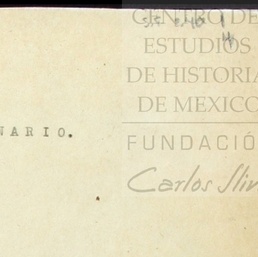 CENTRO DE
ESTUDIOS
DE HISTORIA
DE MEXICO
FUNDACIÓ
Carlos Sli
NARIO.